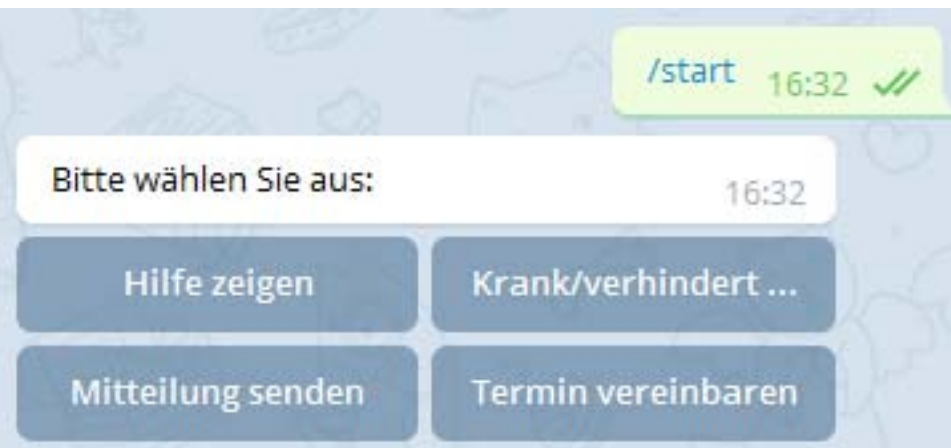 /start 16:32
Bitte wählen Sie aus: 16:32
Hilfe zeigen Krank/verhindert ...
Mitteilung senden Termin vereinbaren